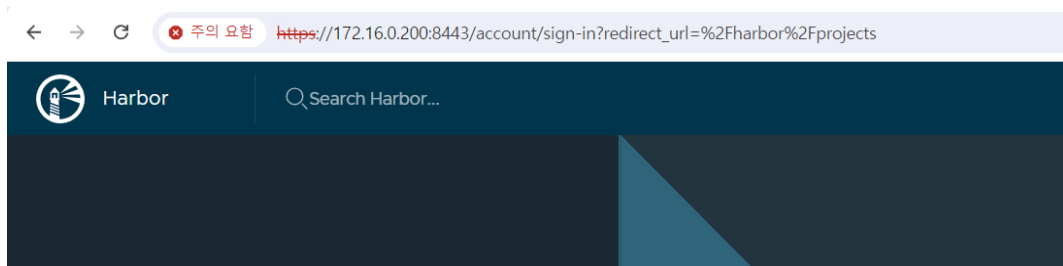 주의 요함 https://172.16.0.200:8443/account/sign-in?redirect_url=%2Fharbor%2Fprojects
Harbor Search Harbor...